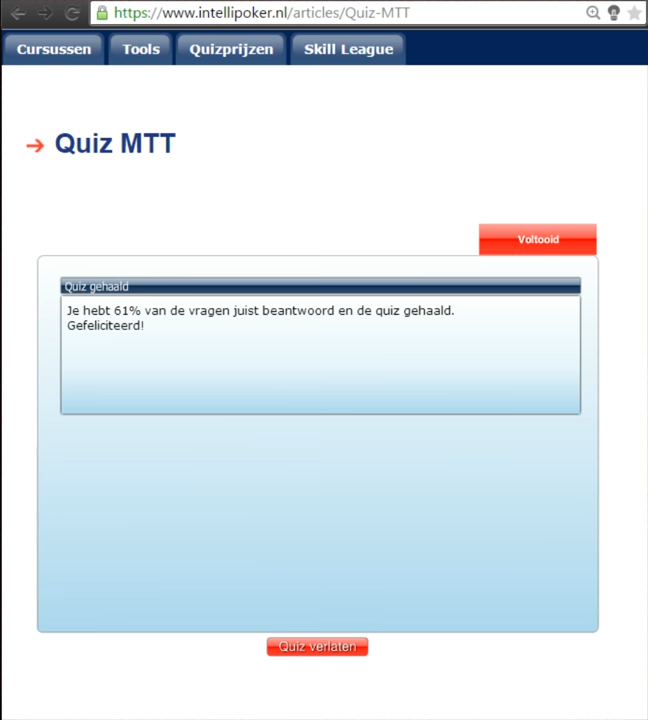 https://www.intellipoker.nl/articles/Quiz-MTT
Cursussen Tools Quizprijzen Skill League
Quiz MTT
Voltooid
Quiz gehaald
Je hebt 61% van de vragen juist beantwoord en de quiz gehaald.
Gefeliciteerd!
Quiz verlaten